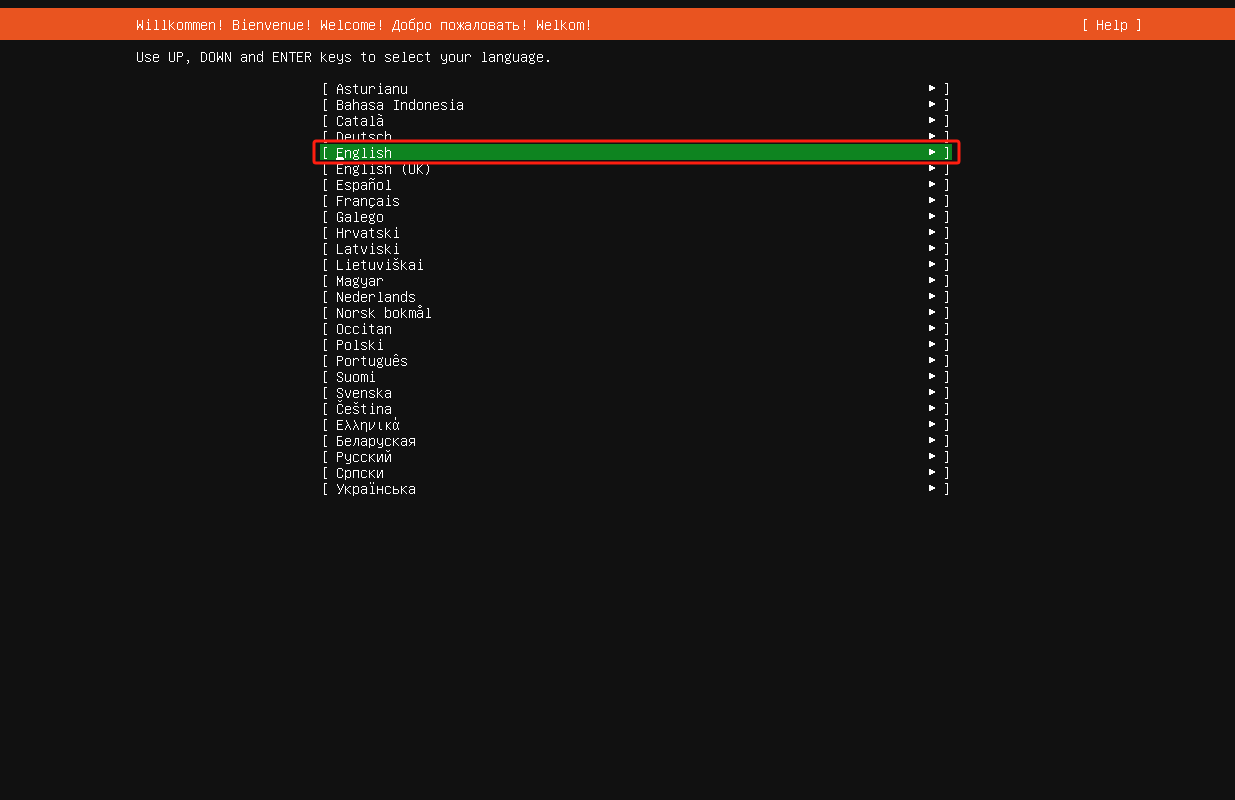 Willkommen! Bienvenue! Welcome! Добро пожаловать! Welkom! [ Help ]
Use UP, DOWN and ENTER keys to select your language.
[ Asturianu ► ]
[ Bahasa Indonesia ► ]
[ Català ► ]
[ Deutsch ► ]
[ English ► ]
[ English (UK) ► ]
[ Español ► ]
[ Français ► ]
[ Galego ► ]
[ Hrvatski ► ]
[ Latviski ► ]
[ Lietuviškai ► ]
[ Magyar ► ]
[ Nederlands ► ]
[ Norsk bokmål ► ]
[ Occitan ► ]
[ Polski ► ]
[ Português ► ]
[ Suomi ► ]
[ Svenska ► ]
[ Čeština ► ]
[ Ελληνικά ► ]
[ Беларуская ► ]
[ Русский ► ]
[ Српски ► ]
[ Українська ► ]